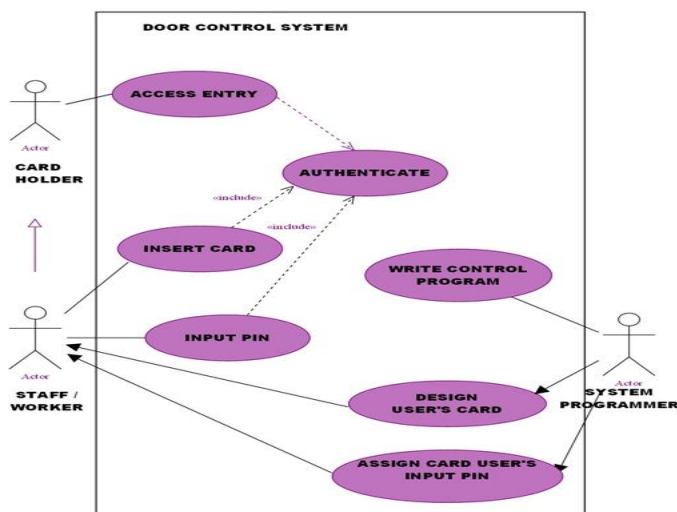 DOOR CONTROL SYSTEM
ACCESS ENTRY
Actor
CARD
HOLDER
AUTHENTICATE
«include»
«include»
INSERT CARD
WRITE CONTROL
PROGRAM
INPUT PIN
Actor
STAFF /
WORKER
Actor
SYSTEM
PROGRAMMER
DESIGN
USER'S CARD
ASSIGN CARD USER'S
INPUT PIN